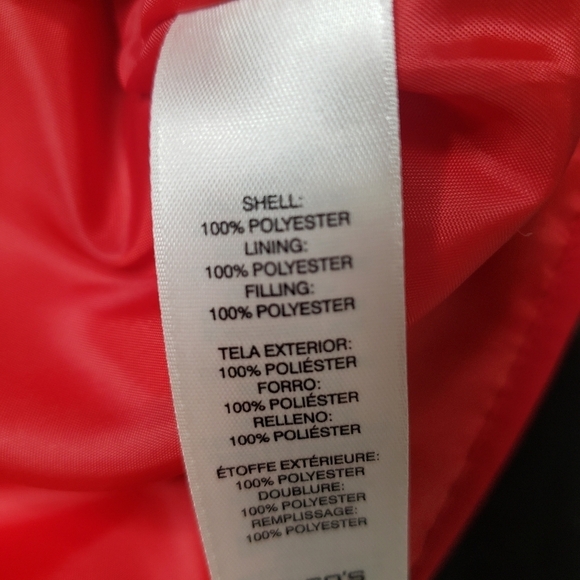 SHELL:
100% POLYESTER
LINING:
100% POLYESTER
FILLING:
100% POLYESTER
TELA EXTERIOR:
100% POLIÉSTER
FORRO:
100% POLIÉSTER
RELLENO:
100% POLIÉSTER
ÉTOFFE EXTÉRIEURE:
100% POLYESTER
DOUBLURE:
100% POLYESTER
REMPLISSAGE:
100% POLYESTER